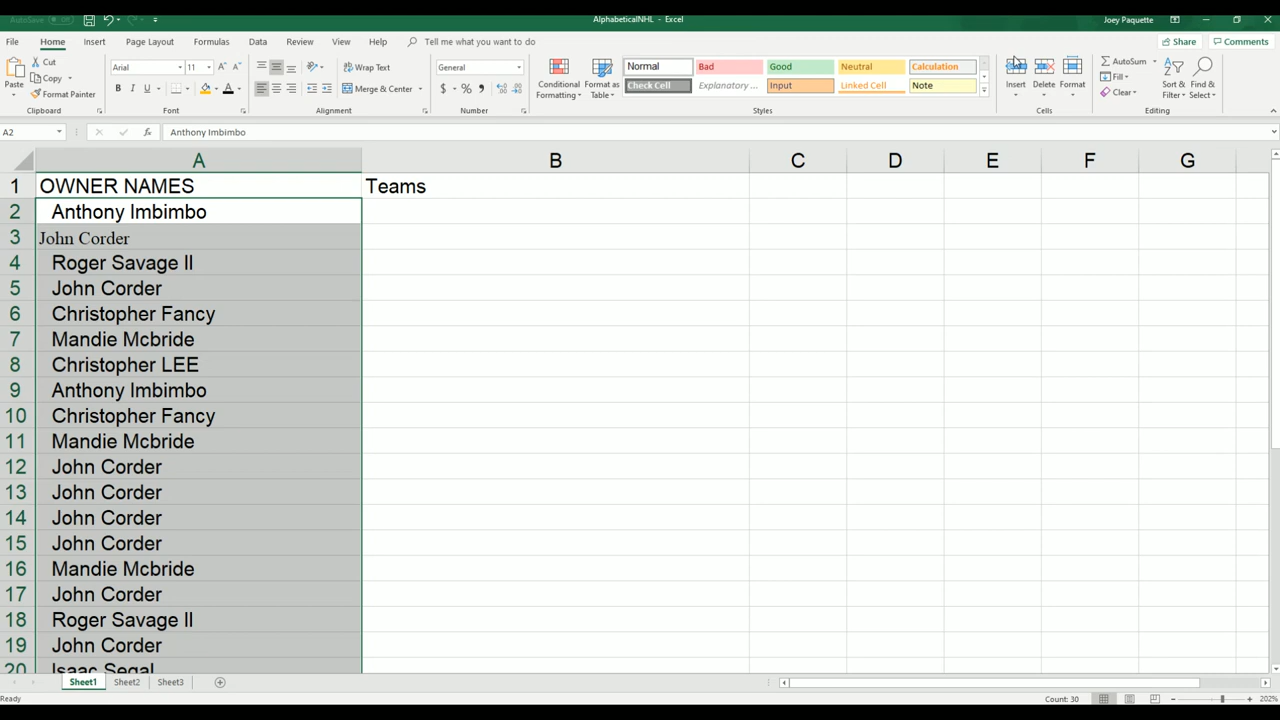 AutoSave Off AlphabeticalNHL - Excel Joey Paquette
File Home Insert Page Layout Formulas Data Review View Help Tell me what you want to do Share Comments
Paste Cut Copy Format Painter Clipboard
Arial 11 B I U A Font
Wrap Text Merge & Center Alignment
General $ % Number
Conditional Formatting Format as Table
Normal Bad Good Neutral Calculation
Check Cell Explanatory ... Input Linked Cell Note
Styles
Insert Delete Format Cells
AutoSum Fill Clear Sort & Filter Find & Select Editing
A2 fx Anthony Imbimbo
A B C D E F G
1 OWNER NAMES Teams
2 Anthony Imbimbo
3 John Corder
4 Roger Savage II
5 John Corder
6 Christopher Fancy
7 Mandie Mcbride
8 Christopher LEE
9 Anthony Imbimbo
10 Christopher Fancy
11 Mandie Mcbride
12 John Corder
13 John Corder
14 John Corder
15 John Corder
16 Mandie Mcbride
17 John Corder
18 Roger Savage II
19 John Corder
20 Isaac Segal
Sheet1 Sheet2 Sheet3
Ready Count: 30 202%